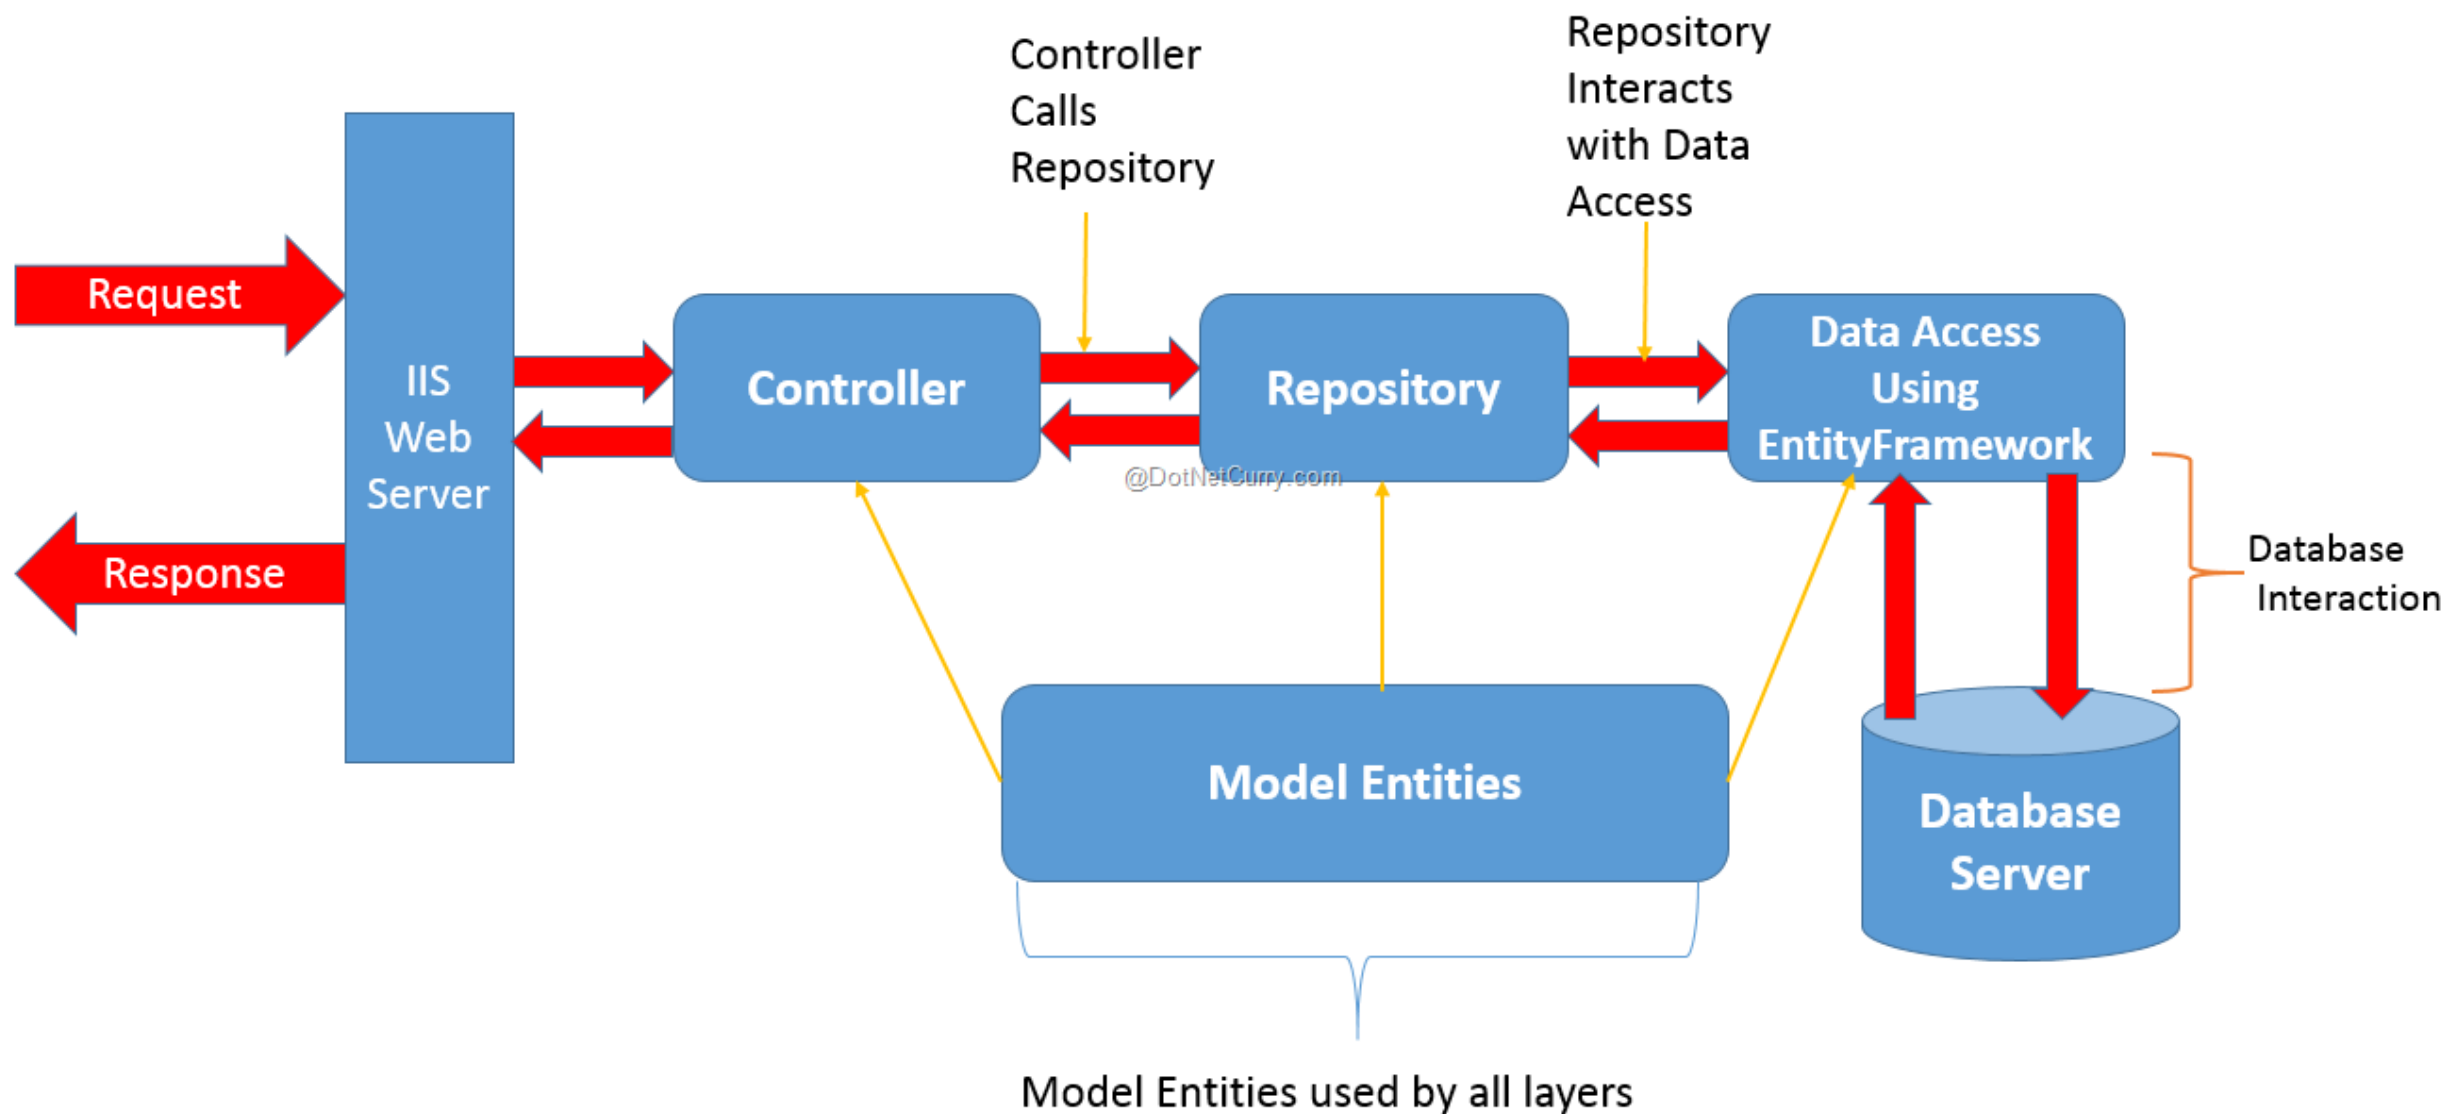 Controller
Calls
Repository
Repository
Interacts
with Data
Access
Request
Response
IIS
Web
Server
Controller
Repository
Data Access
Using
EntityFramework
@DotNetCurry.com
Database
Interaction
Model Entities
Database
Server
Model Entities used by all layers